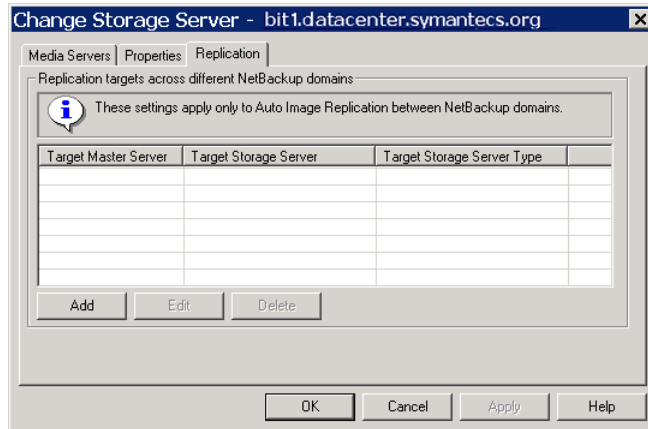 Change Storage Server - bit1.datacenter.symantecs.org
Media Servers Properties Replication
Replication targets across different NetBackup domains
These settings apply only to Auto Image Replication between NetBackup domains.
Target Master Server Target Storage Server Target Storage Server Type
Add Edit Delete
OK Cancel Apply Help